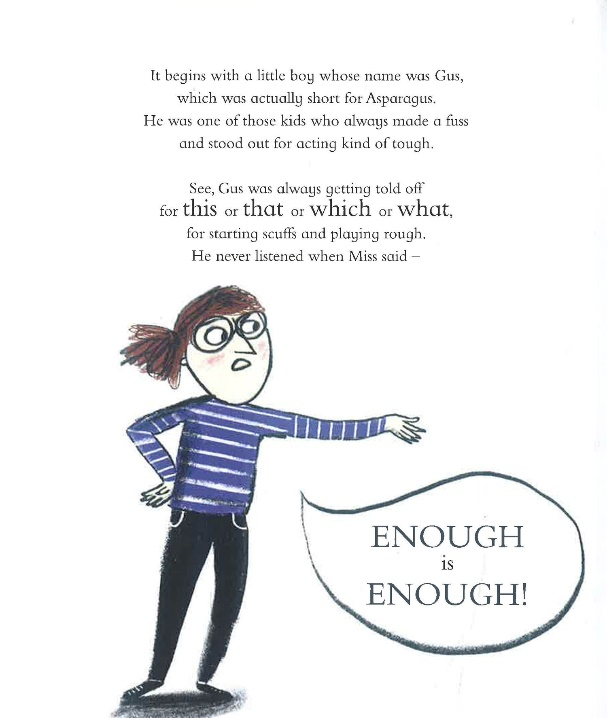 It begins with a little boy whose name was Gus,
which was actually short for Asparagus.
He was one of those kids who always made a fuss
and stood out for acting kind of tough.
See, Gus was always getting told off
for this or that or which or what,
for starting scuffs and playing rough.
He never listened when Miss said –
ENOUGH
is
ENOUGH!